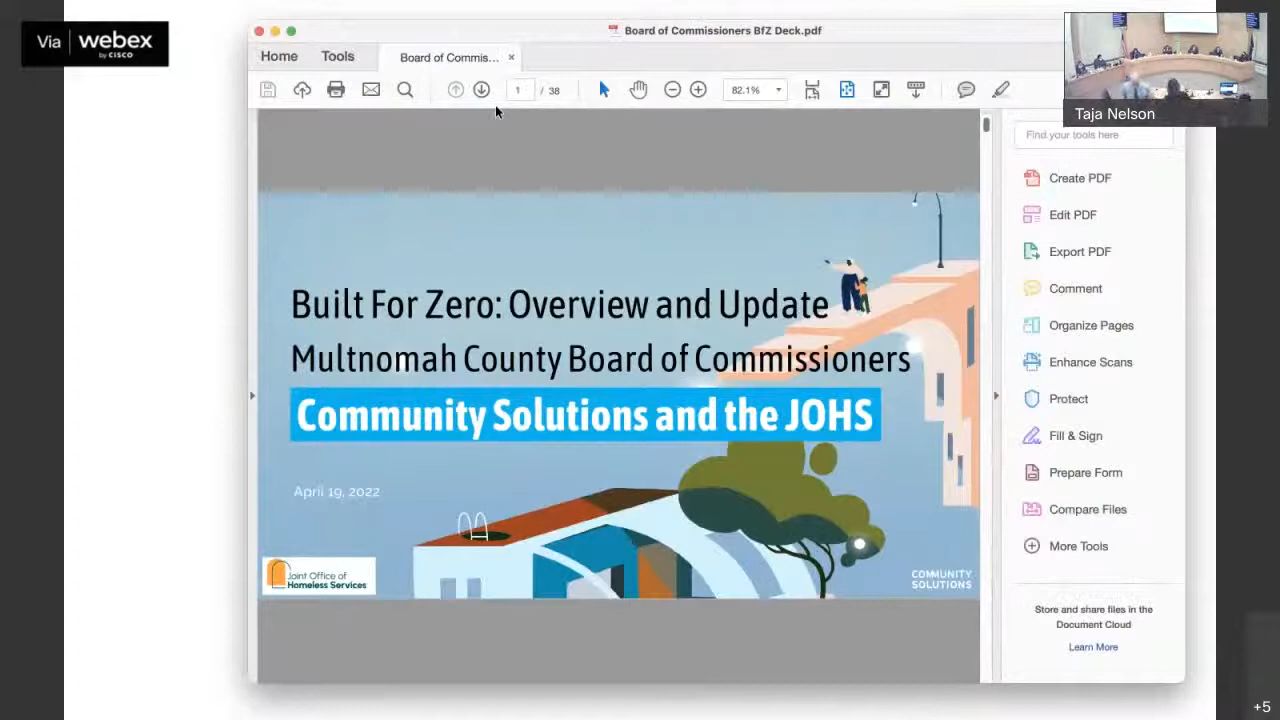 Via webex
by CISCO
Board of Commissioners BfZ Deck.pdf
Home
Tools
Board of Commis... ×
1 / 38
82.1%
Taja Nelson
Find your tools here
Create PDF
Edit PDF
Export PDF
Comment
Organize Pages
Enhance Scans
Protect
Fill & Sign
Prepare Form
Compare Files
More Tools
Store and share files in the
Document Cloud
Learn More
Built For Zero: Overview and Update
Multnomah County Board of Commissioners
Community Solutions and the JOHS
April 19, 2022
Joint Office of
Homeless Services
COMMUNITY
SOLUTIONS
+5